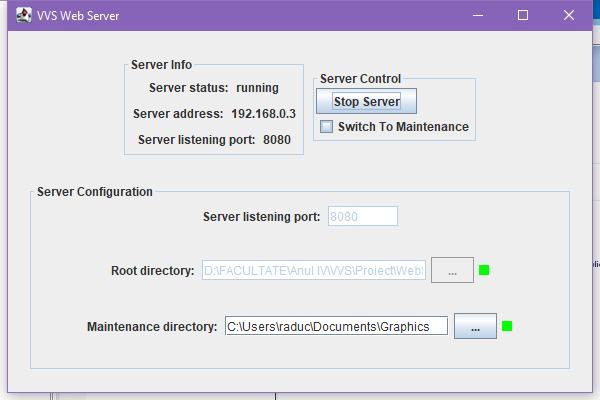 VVS Web Server
Server Info
Server status: running
Server address: 192.168.0.3
Server listening port: 8080
Server Control
Stop Server
Switch To Maintenance
Server Configuration
Server listening port: 8080
Root directory: D:\FACULTATE\Anul IV\VVS\Proiect\Web
...
Maintenance directory: C:\Users\raduc\Documents\Graphics
...